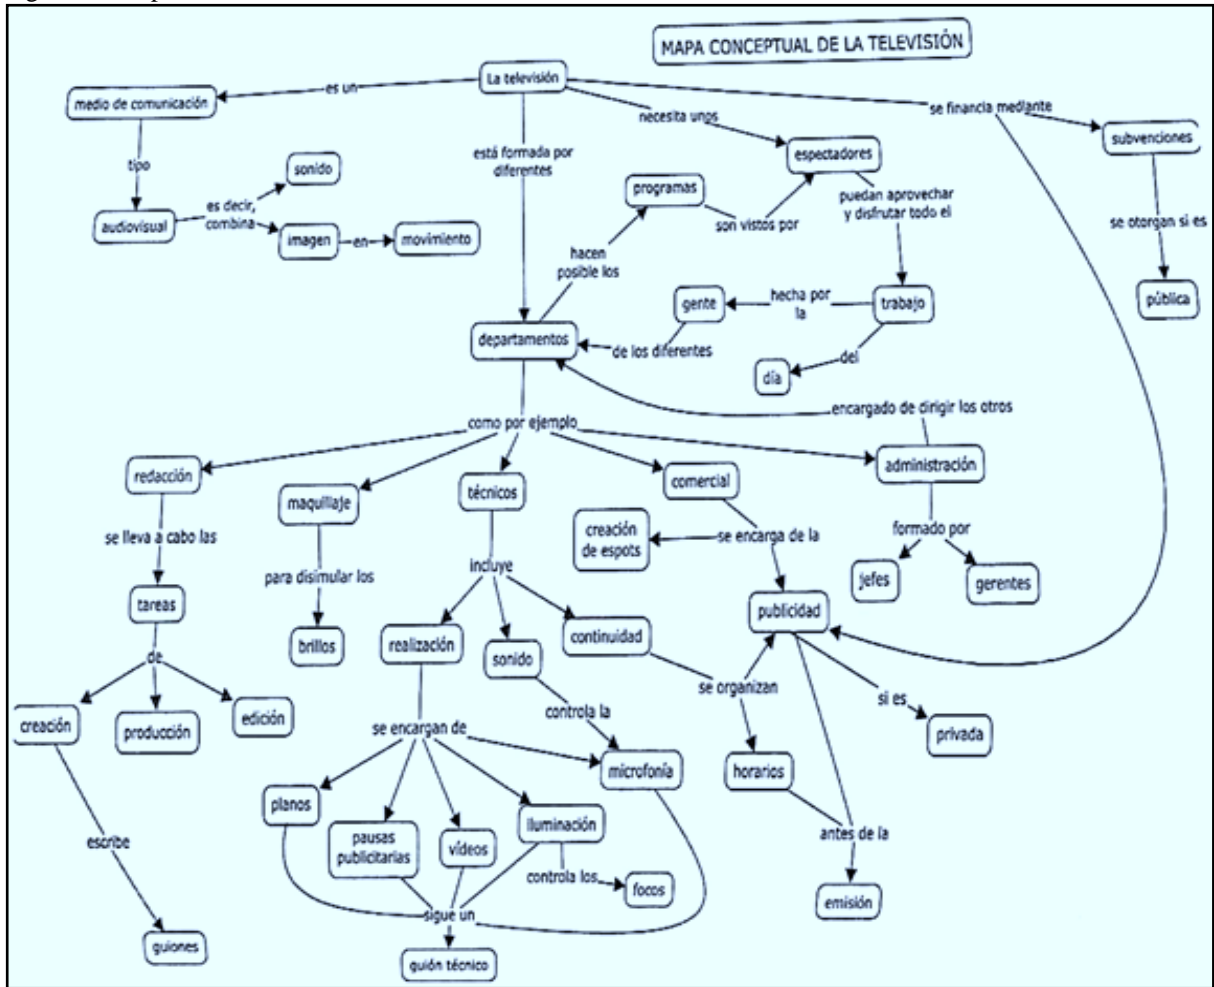 MAPA CONCEPTUAL DE LA TELEVISIÓN
La televisión
es un
medio de comunicación
tipo
audiovisual
es decir,
combina
sonido
imagen
en
movimiento
está formada por
diferentes
necesita unos
espectadores
se financia mediante
subvenciones
se otorgan si es
pública
programas
son vistos por
puedan aprovechar
y disfrutar todo el
hacen
posible los
gente
hecha por
la
trabajo
departamentos
de los diferentes
del
día
encargado de dirigir los otros
como por ejemplo
redacción
maquillaje
técnicos
comercial
administración
se lleva a cabo las
tareas
de
creación
producción
edición
escribe
guiones
para disimular los
brillos
incluye
realización
sonido
continuidad
creación
de espots
se encarga de la
publicidad
formado por
jefes
gerentes
se organizan
si es
privada
horarios
antes de la
emisión
controla la
microfonía
se encargan de
planos
pausas
publicitarias
vídeos
iluminación
controla los
focos
sigue un
guión técnico